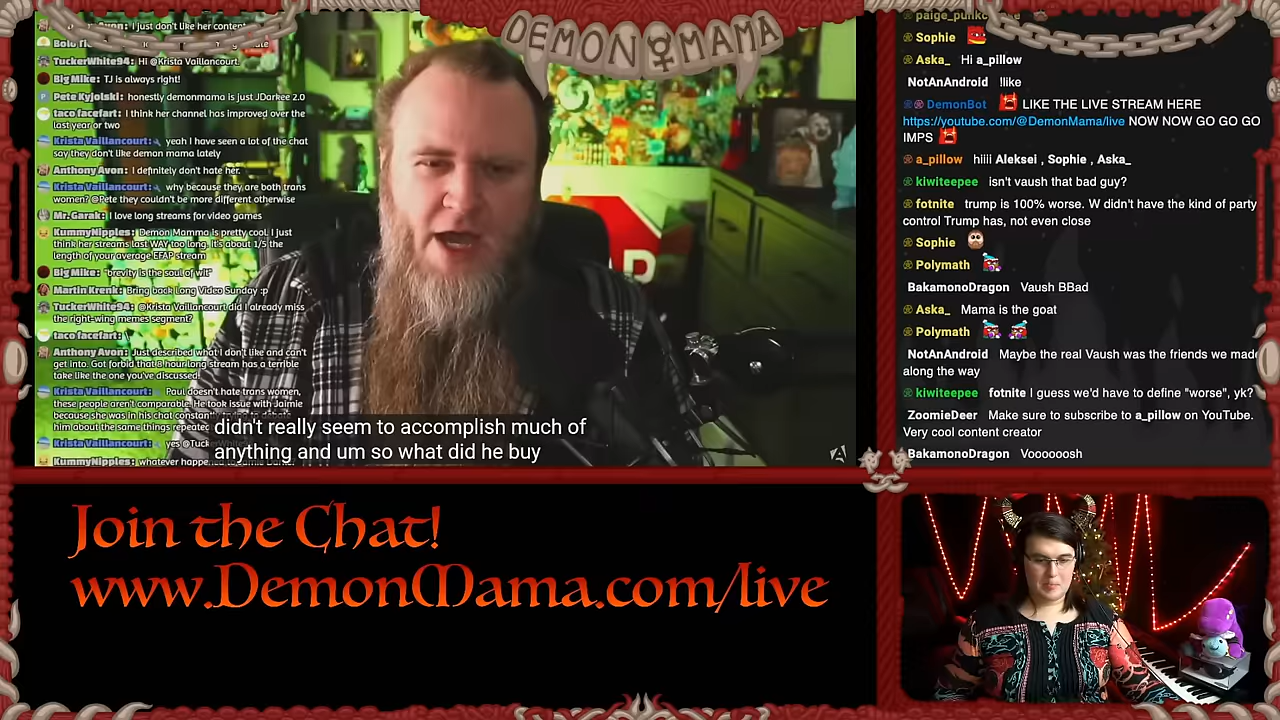 DEMON MAMA
I just don't like her content
TuckerWhite94: Hi @Krista Vaillancourt.
Big Mike: TJ is always right!
Pete Kyjolski: honestly demonmama is just JDarkee 2.0
taco facefart: I think her channel has improved over the
last year or two
Krista Vaillancourt: yeah I have seen a lot of the chat
say they don't like demon mama lately
Anthony Avon: I definitely don't hate her.
Krista Vaillancourt: why because they are both trans
women? @Pete they couldn't be more different otherwise
Mr.Garak: I love long streams for video games
KummyNipples: Demon Mamma is pretty cool. I just
think her streams last WAY too long. it's about 1/5 the
length of your average EFAP stream
Big Mike: "brevity is the soul of wit"
Martin Krenk: Bring back Long Video Sunday :p
TuckerWhite94: @Krista Vaillancourt did I already miss
the right-wing memes segment?
taco facefart:
Anthony Avon: Just described what I don't like and can't
get into. Got forbid that 8 hour long stream has a terrible
take like the one you've discussed.
Krista Vaillancourt: Paul doesn't hate trans women,
these people aren't comparable. He took issue with Jaimie
because she was in his chat
him about the same things
Krista Vaillancourt: yes
KummyNipples: whatever
didn't really seem to accomplish much of
anything and um so what did he buy
Sophie
Aska_ Hi a_pillow
NotAnAndroid !like
DemonBot LIKE THE LIVE STREAM HERE
https://youtube.com/@DemonMama/live NOW NOW GO GO GO
IMPS
a_pillow hiiii Aleksei , Sophie , Aska_
kiwiteepee isn't vaush that bad guy?
fotnite trump is 100% worse. W didn't have the kind of party
control Trump has, not even close
Sophie
Polymath
BakamonoDragon Vaush BBad
Aska_ Mama is the goat
Polymath
NotAnAndroid Maybe the real Vaush was the friends we made
along the way
kiwiteepee fotnite I guess we'd have to define "worse", yk?
ZoomieDeer Make sure to subscribe to a_pillow on YouTube.
Very cool content creator
BakamonoDragon Voooooosh
Join the Chat!
www.DemonMama.com/live